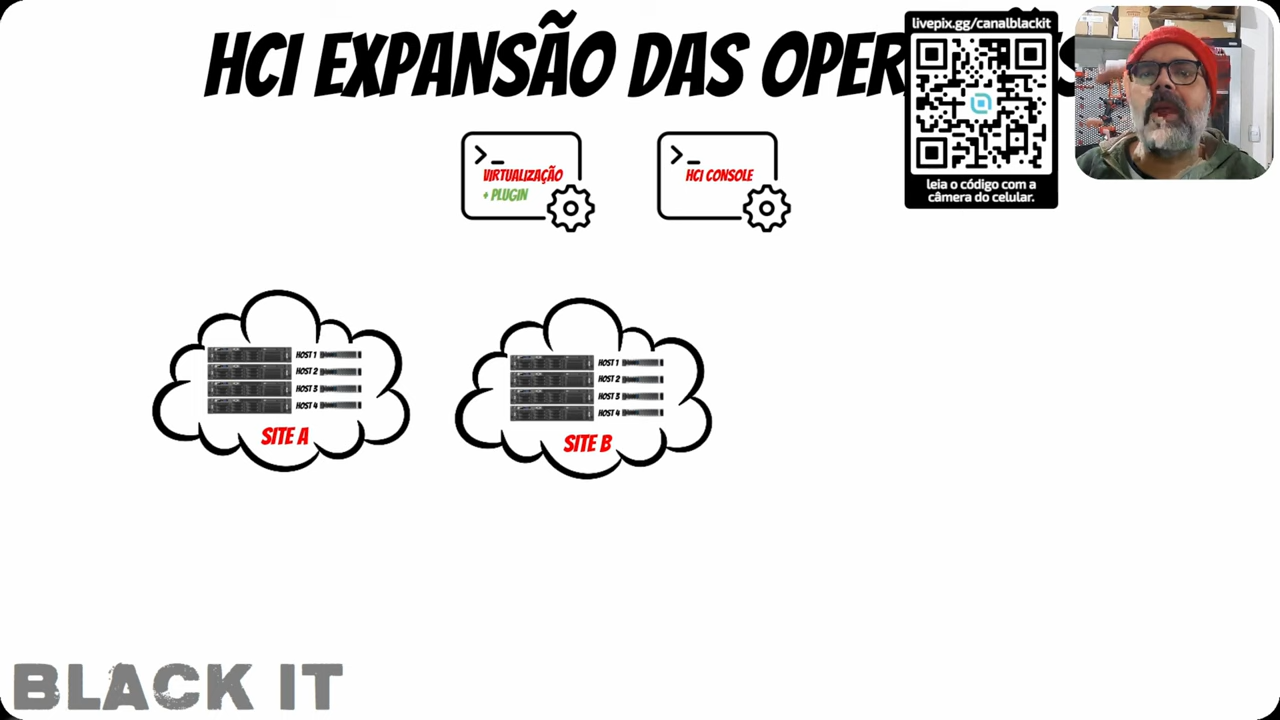 HCI EXPANSÃO DAS OPER
livepix.gg/canalblackit
leia o código com a
câmera do celular.
VIRTUALIZAÇÃO
+ PLUGIN
HCI CONSOLE
HOST 1
HOST 2
HOST 3
HOST 4
SITE A
HOST 1
HOST 2
HOST 3
HOST 4
SITE B
BLACK IT